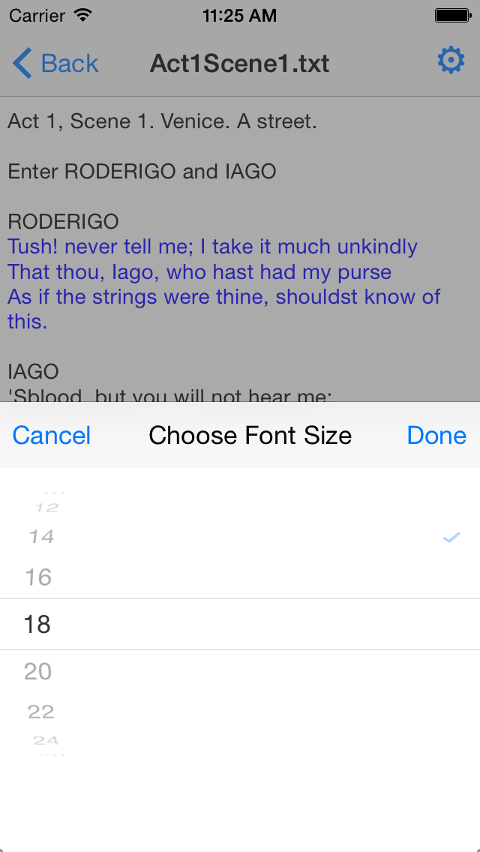 Carrier 11:25 AM
Back Act1Scene1.txt
Act 1, Scene 1. Venice. A street.
Enter RODERIGO and IAGO
RODERIGO
Tush! never tell me; I take it much unkindly
That thou, Iago, who hast had my purse
As if the strings were thine, shouldst know of
this.
IAGO
'Sblood, but you will not hear me:
Cancel Choose Font Size Done
12
14
16
18
20
22
24